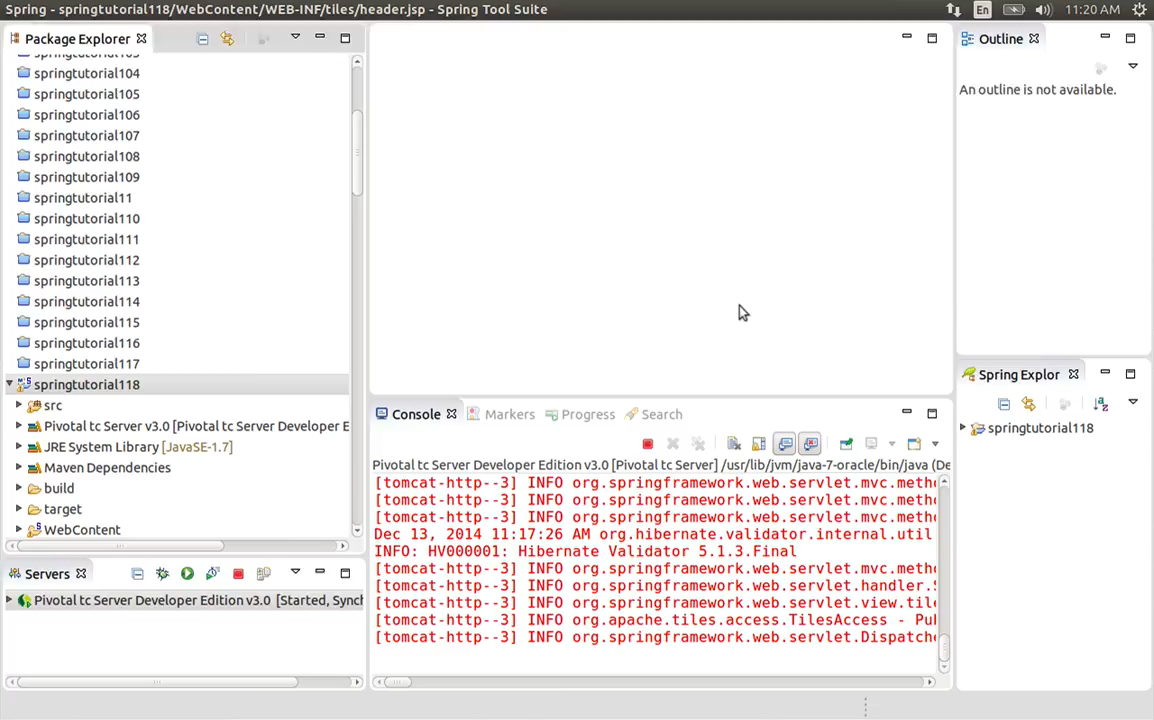 Spring - springtutorial118/WebContent/WEB-INF/tiles/header.jsp - Spring Tool Suite
En
11:20 AM
Package Explorer
springtutorial104
springtutorial105
springtutorial106
springtutorial107
springtutorial108
springtutorial109
springtutorial11
springtutorial110
springtutorial111
springtutorial112
springtutorial113
springtutorial114
springtutorial115
springtutorial116
springtutorial117
springtutorial118
src
Pivotal tc Server v3.0 [Pivotal tc Server Developer E
JRE System Library [JavaSE-1.7]
Maven Dependencies
build
target
WebContent
Servers
Pivotal tc Server Developer Edition v3.0 [Started, Synch
Console
Markers
Progress
Search
Pivotal tc Server Developer Edition v3.0 [Pivotal tc Server] /usr/lib/jvm/java-7-oracle/bin/java (De
[tomcat-http--3] INFO org.springframework.web.servlet.mvc.metho
[tomcat-http--3] INFO org.springframework.web.servlet.mvc.metho
[tomcat-http--3] INFO org.springframework.web.servlet.mvc.metho
Dec 13, 2014 11:17:26 AM org.hibernate.validator.internal.util
INFO: HV000001: Hibernate Validator 5.1.3.Final
[tomcat-http--3] INFO org.springframework.web.servlet.mvc.metho
[tomcat-http--3] INFO org.springframework.web.servlet.handler.S
[tomcat-http--3] INFO org.springframework.web.servlet.view.tile
[tomcat-http--3] INFO org.apache.tiles.access.TilesAccess - Pu
[tomcat-http--3] INFO org.springframework.web.servlet.Dispatche
Outline
An outline is not available.
Spring Explor
springtutorial118